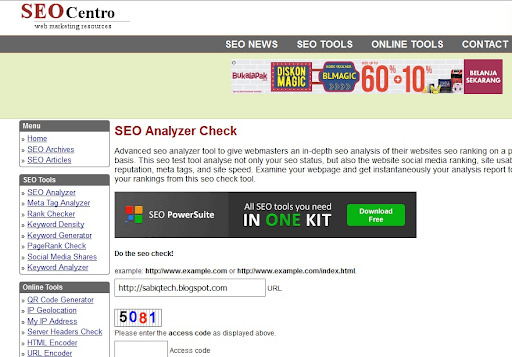 SEO Centro
web marketing resources
SEO NEWS SEO TOOLS ONLINE TOOLS CONTACT
BukaLapak DISKON MAGIC KODE VOUCHER BLMAGIC 60% +10% BELANJA SEKARANG
Menu
» Home
» SEO Archives
» SEO Articles
SEO Tools
» SEO Analyzer
» Meta Tag Analyzer
» Rank Checker
» Keyword Density
» Keyword Generator
» PageRank Check
» Social Media Shares
» Keyword Analyzer
Online Tools
» QR Code Generator
» IP Geolocation
» My IP Address
» Server Headers Check
» HTML Encoder
» URL Encoder
SEO Analyzer Check
Advanced seo analyzer tool to give webmasters an in-depth seo analysis of their websites seo ranking on a p
basis. This seo test tool analyse not only your seo status, but also the website social media ranking, site usab
reputation, meta tags, and site speed. Examine your webpage and get instantaneously your analysis report to
your rankings from this seo check tool.
SEO PowerSuite
All SEO tools you need
IN ONE KIT
Download
Free
Do the seo check!
example: http://www.example.com or http://www.example.com/index.html
http://sabiqtech.blogspot.com URL
5081
Please enter the access code as displayed above.
Access code